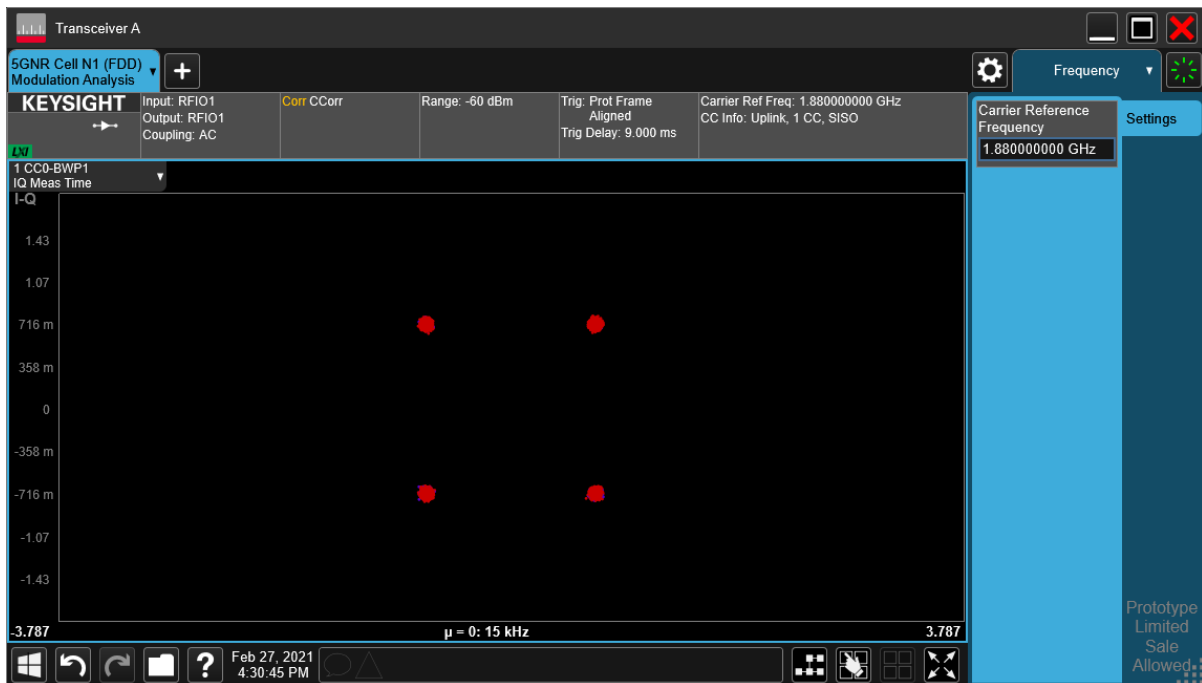 Transceiver A
5GNR Cell N1 (FDD)
Modulation Analysis
+
Frequency
KEYSIGHT
LXI
Input: RFIO1
Output: RFIO1
Coupling: AC
Corr CCorr
Range: -60 dBm
Trig: Prot Frame
Aligned
Trig Delay: 9.000 ms
Carrier Ref Freq: 1.880000000 GHz
CC Info: Uplink, 1 CC, SISO
Carrier Reference
Frequency
1.880000000 GHz
Settings
1 CC0-BWP1
IQ Meas Time
I-Q
1.43
1.07
716 m
358 m
0
-358 m
-716 m
-1.07
-1.43
-3.787
µ = 0: 15 kHz
3.787
?
Feb 27, 2021
4:30:45 PM
Prototype
Limited
Sale
Allowed